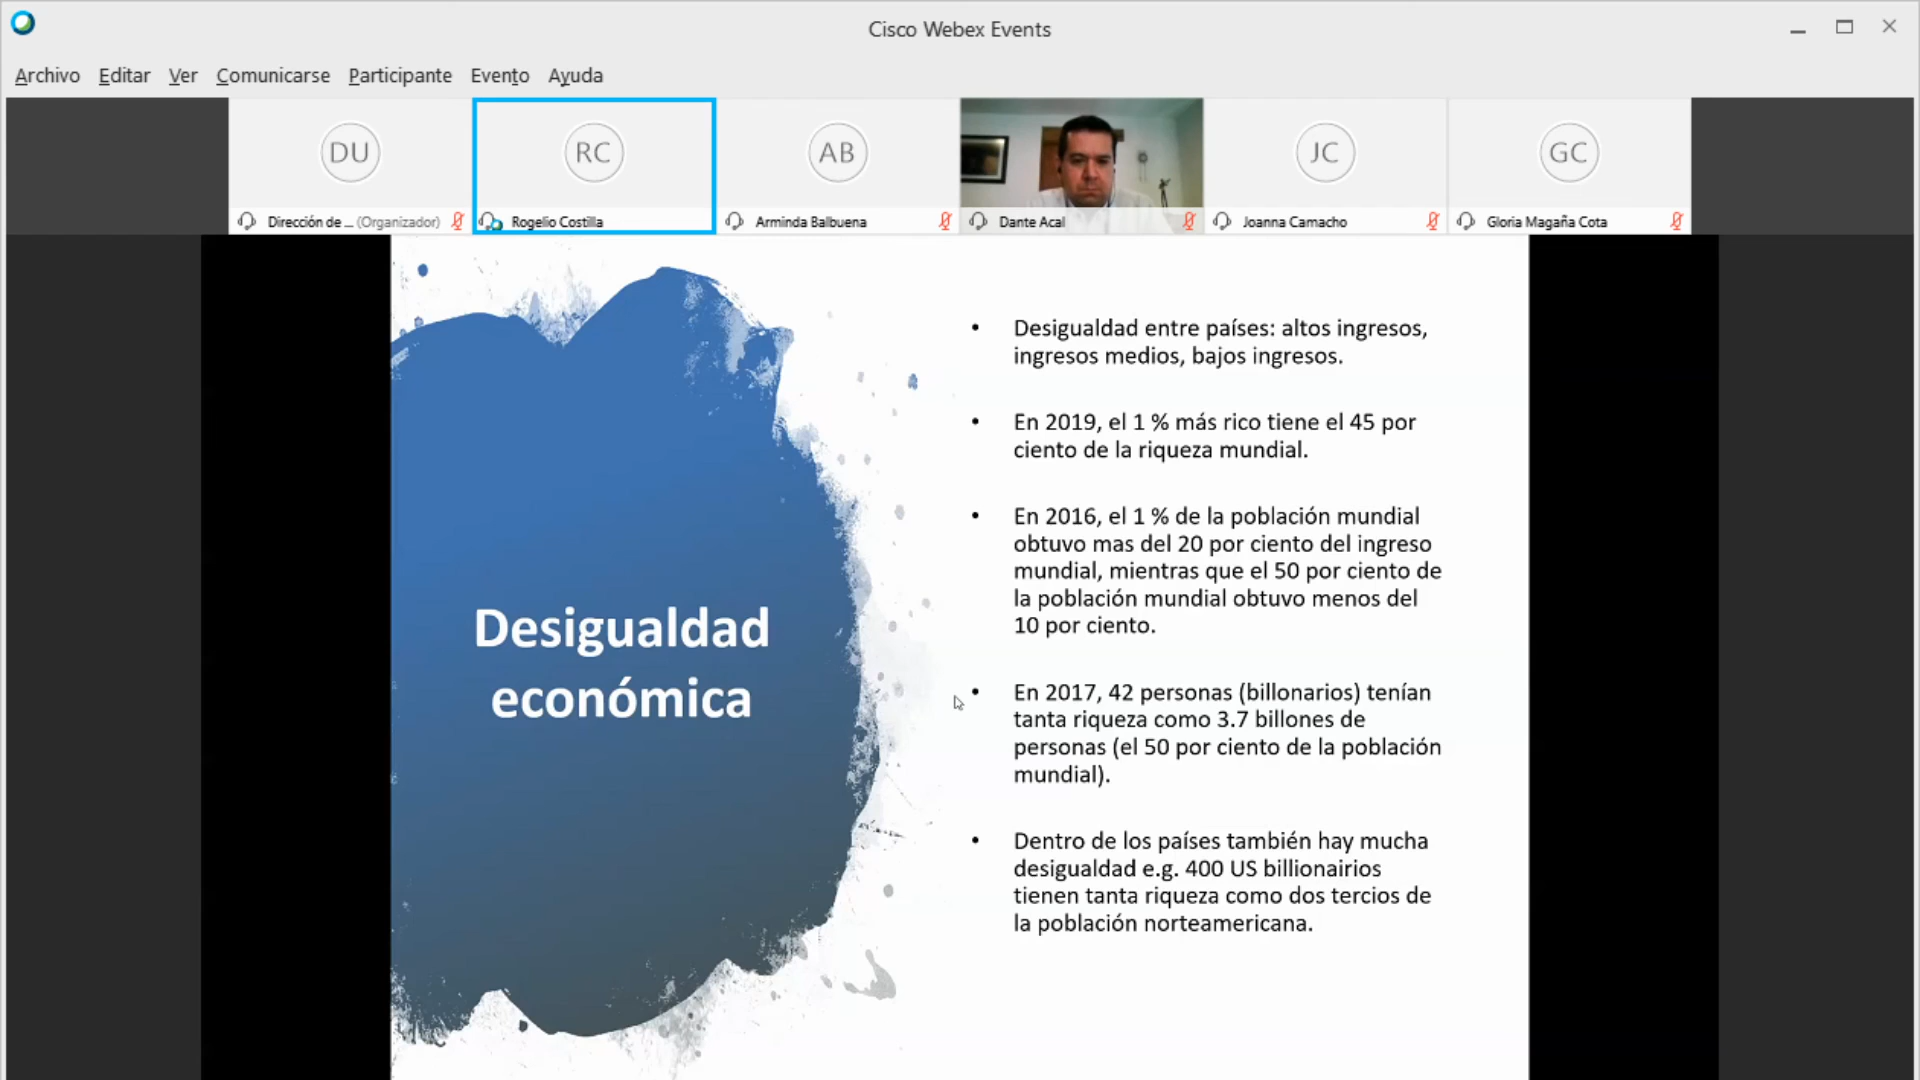 Cisco Webex Events
Archivo Editar Ver Comunicarse Participante Evento Ayuda
DU RC AB JC GC
Dirección de ... (Organizador) Rogelio Costilla Arminda Balbuena Dante Acal Joanna Camacho Gloria Magaña Cota
Desigualdad
económica
• Desigualdad entre países: altos ingresos,
ingresos medios, bajos ingresos.
• En 2019, el 1 % más rico tiene el 45 por
ciento de la riqueza mundial.
• En 2016, el 1 % de la población mundial
obtuvo mas del 20 por ciento del ingreso
mundial, mientras que el 50 por ciento de
la población mundial obtuvo menos del
10 por ciento.
• En 2017, 42 personas (billonarios) tenían
tanta riqueza como 3.7 billones de
personas (el 50 por ciento de la población
mundial).
• Dentro de los países también hay mucha
desigualdad e.g. 400 US billionairios
tienen tanta riqueza como dos tercios de
la población norteamericana.